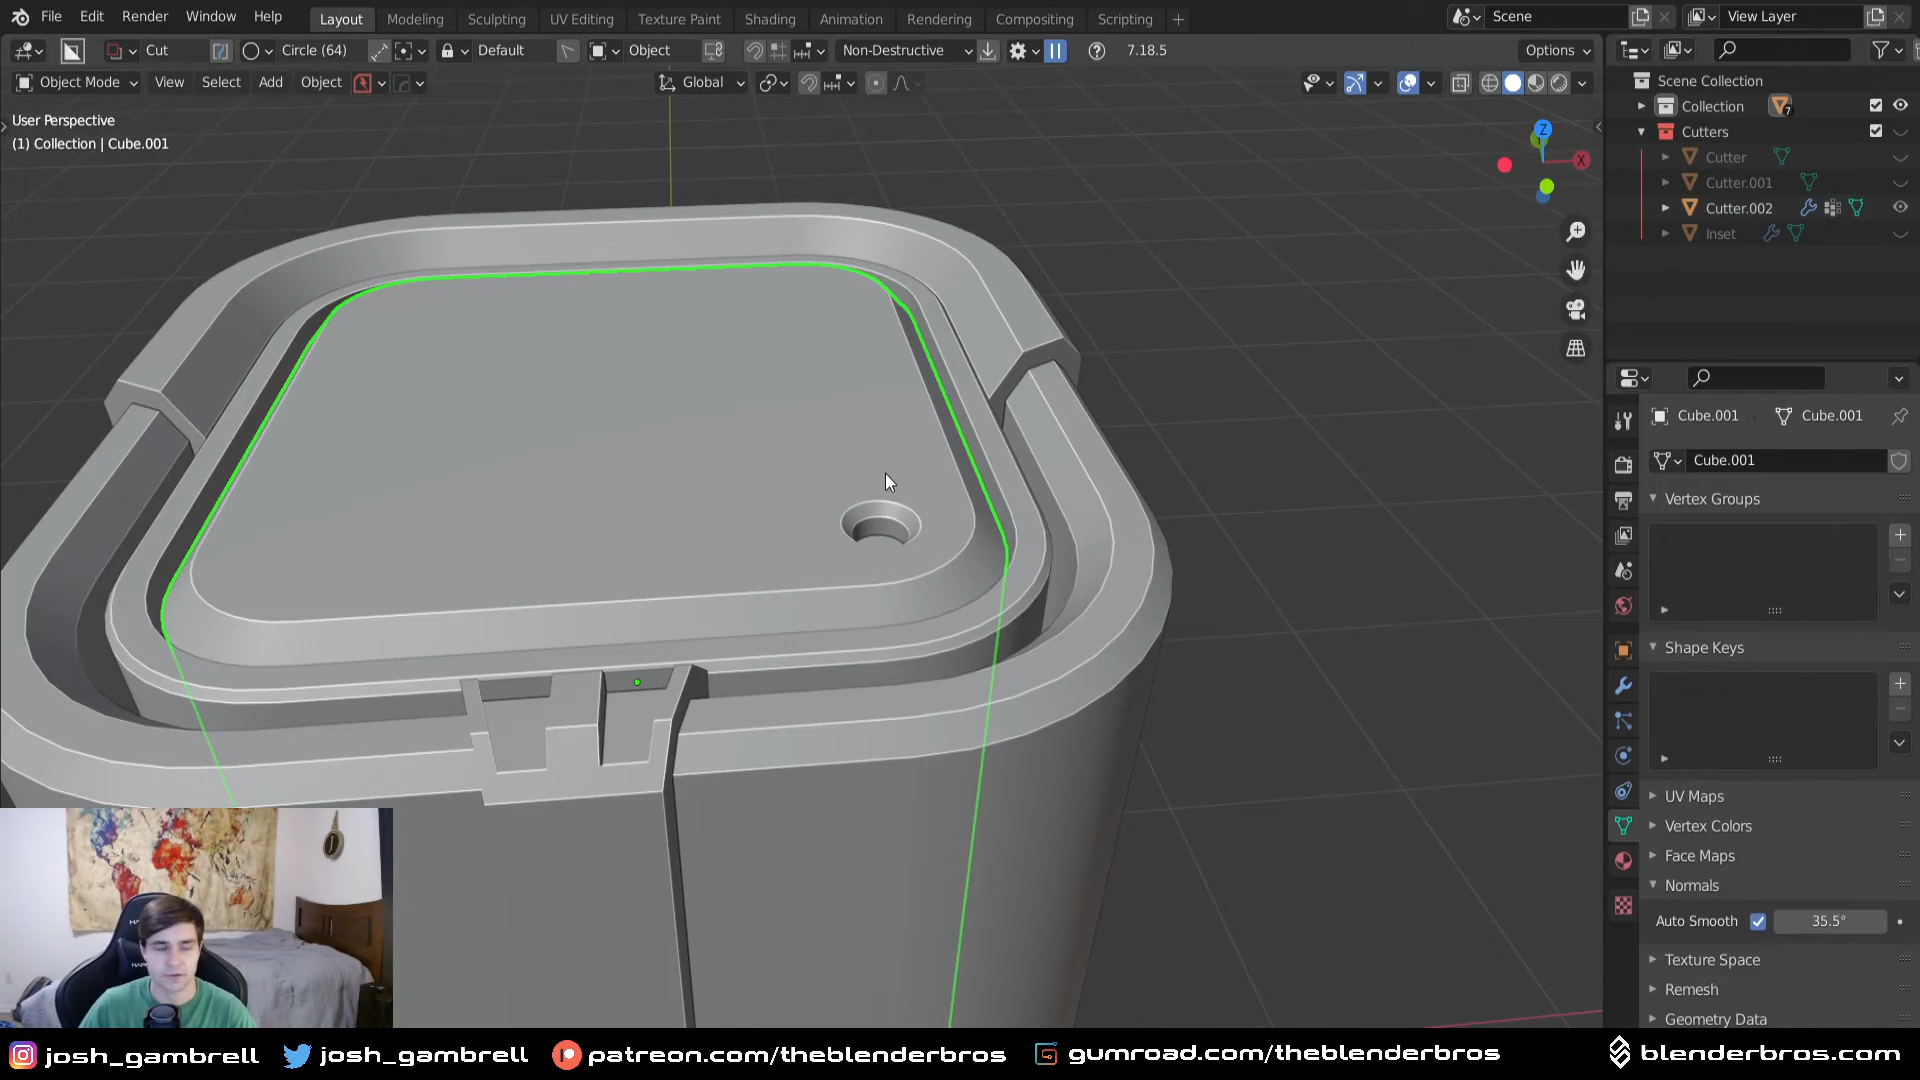 File Edit Render Window Help Layout Modeling Sculpting UV Editing Texture Paint Shading Animation Rendering Compositing Scripting + Scene View Layer
Cut Circle (64) Default Object Non-Destructive 7.18.5 Options
Object Mode View Select Add Object Global
User Perspective
(1) Collection | Cube.001
Z
X
Scene Collection
Collection 7
Cutters
Cutter
Cutter.001
Cutter.002
Inset
Cube.001 Cube.001
Cube.001
Vertex Groups
Shape Keys
UV Maps
Vertex Colors
Face Maps
Normals
Auto Smooth 35.5°
Texture Space
Remesh
Geometry Data
josh_gambrell josh_gambrell patreon.com/theblenderbros gumroad.com/theblenderbros blenderbros.com